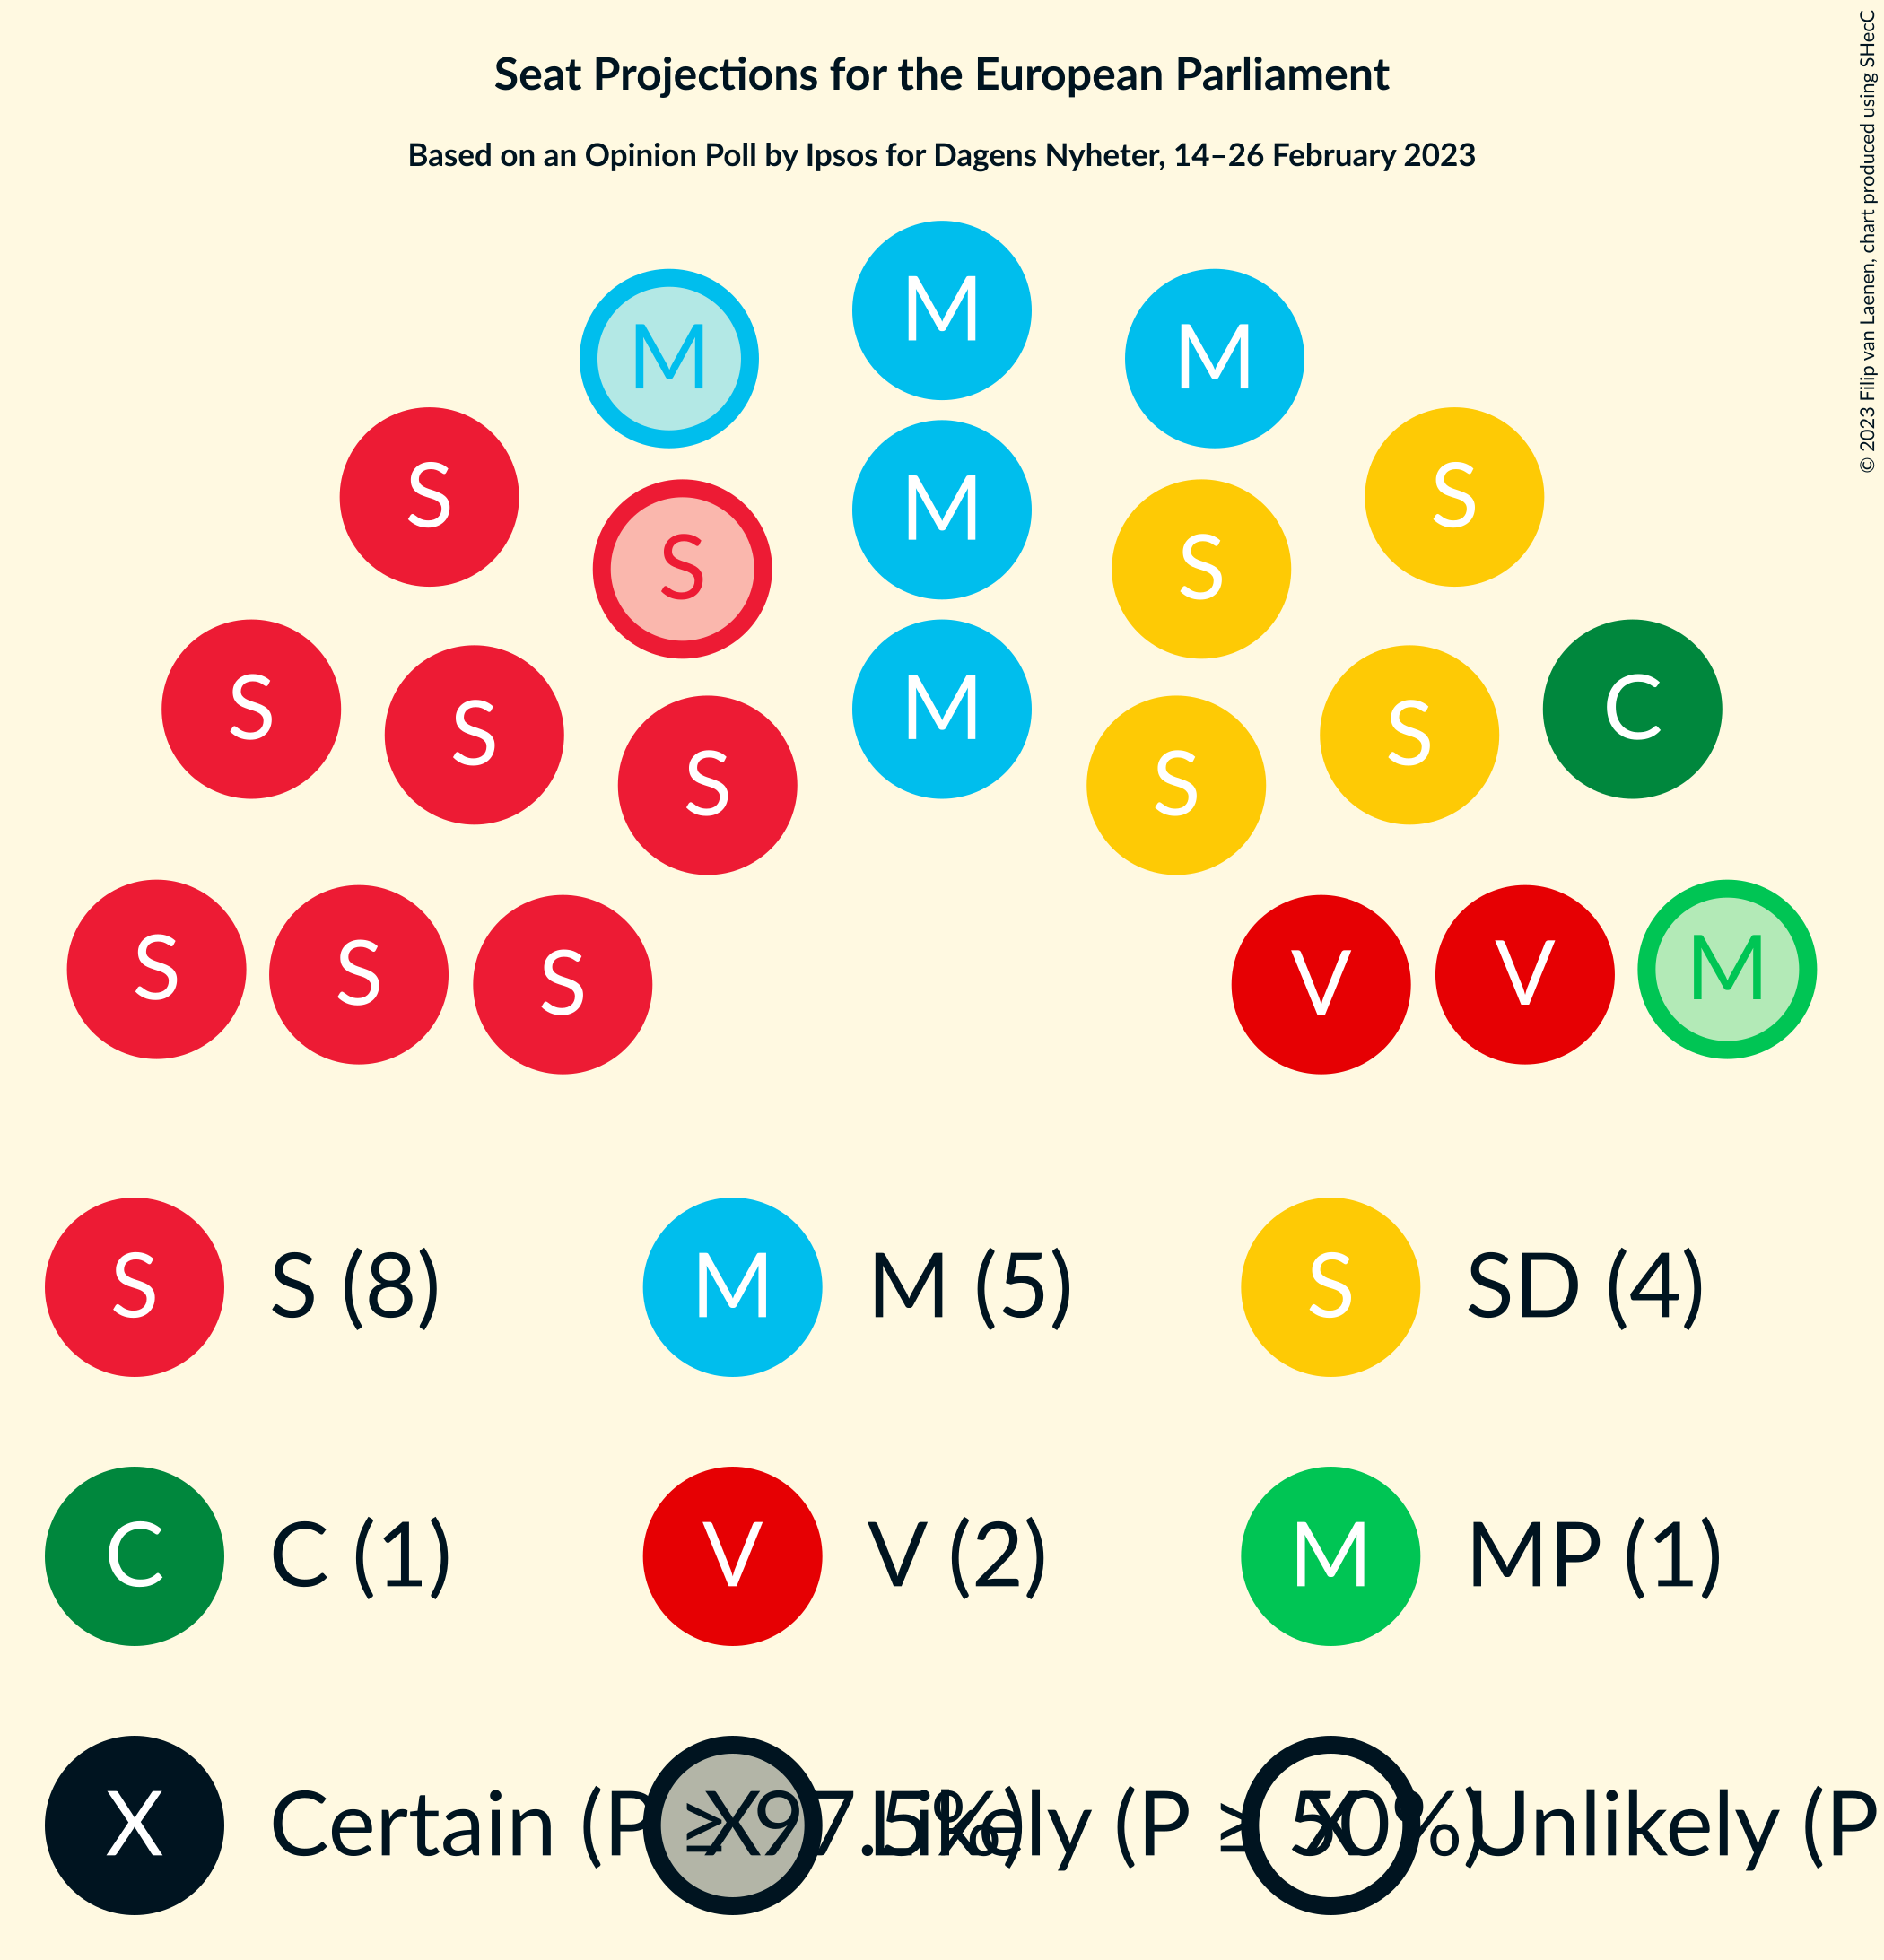 Seat Projections for the European Parliament
Based on an Opinion Poll by Ipsos for Dagens Nyheter, 14–26 February 2023
© 2023 Filip van Laenen, chart produced using SHecC
M
M M
S M S
S M S
S S M S S C
S S
S S S V V M
S S (8) M M (5) S SD (4)
C C (1) V V (2) M MP (1)
X Certain (P ≥ 97.5%) X Likely (P ≥ 50%) X Unlikely (P